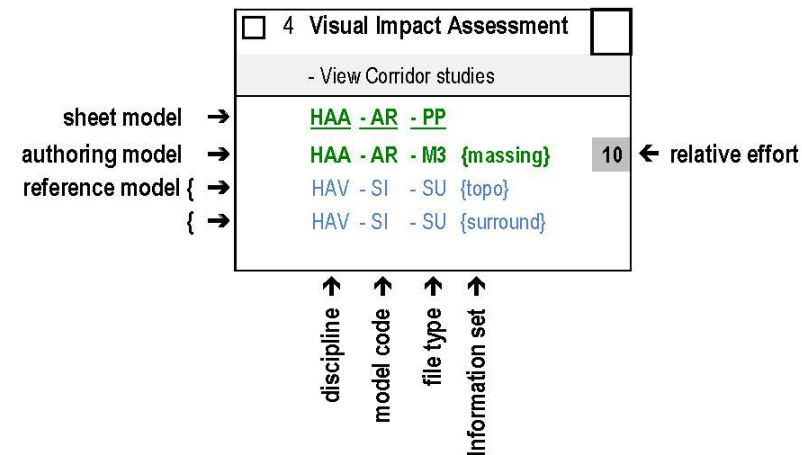 4 Visual Impact Assessment
- View Corridor studies
sheet model → HAA - AR - PP
authoring model → HAA - AR - M3 {massing} 10 ← relative effort
reference model { → HAV - SI - SU {topo}
{ → HAV - SI - SU {surround}
↑ ↑ ↑ ↑
discipline
model code
file type
Information set